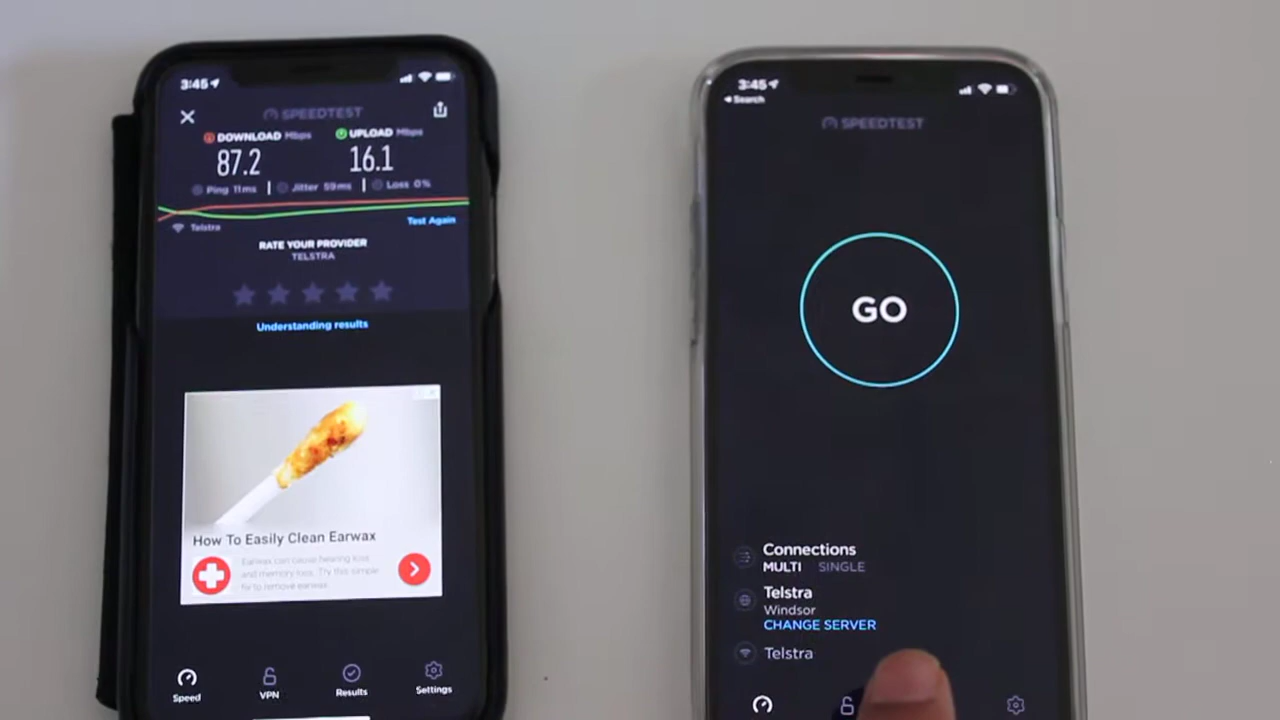 3:45
SPEEDTEST
DOWNLOAD Mbps
UPLOAD Mbps
87.2
16.1
Ping 11ms
Jitter 59ms
Loss 0%
Telstra
Test Again
RATE YOUR PROVIDER
TELSTRA
Understanding results
How To Easily Clean Earwax
Earwax can cause hearing loss
and memory loss. Try this simple
fix to remove earwax.
Speed
VPN
Results
Settings
3:45
Search
SPEEDTEST
GO
Connections
MULTI SINGLE
Telstra
Windsor
CHANGE SERVER
Telstra